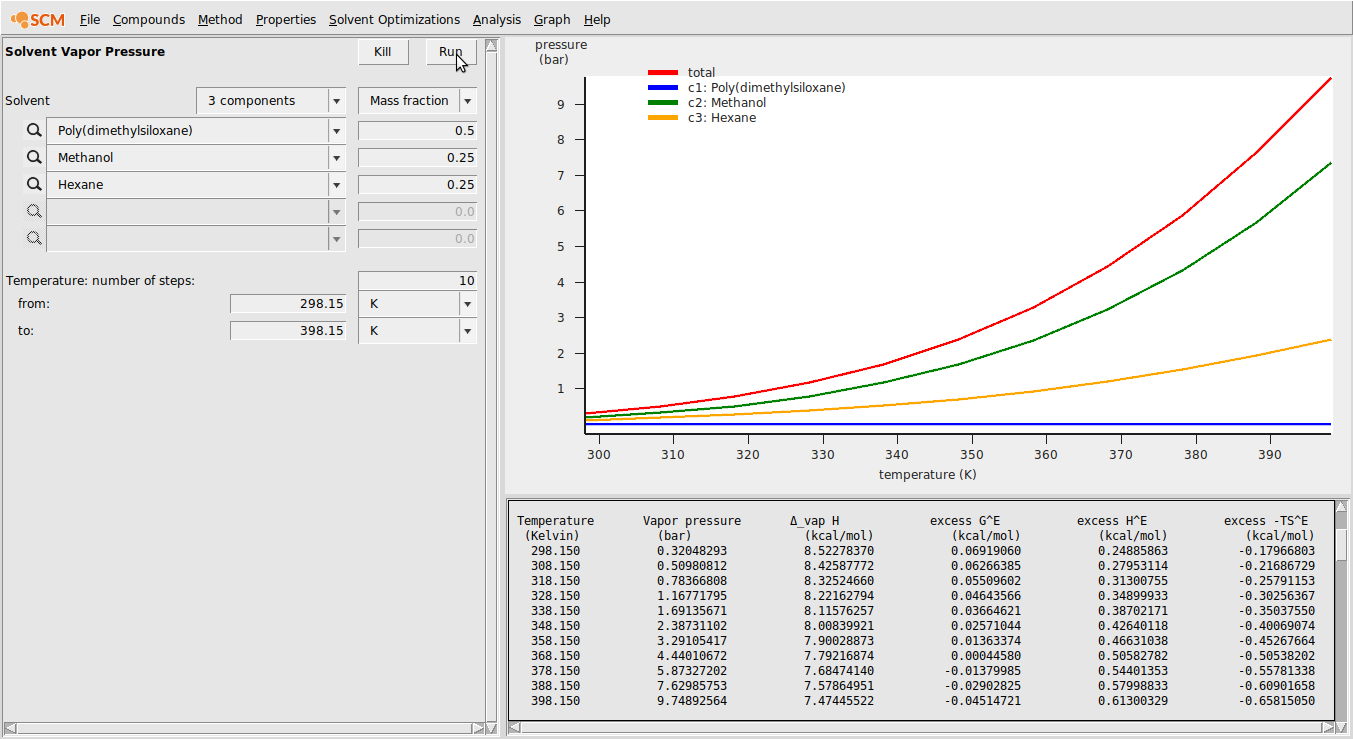 SCM File Compounds Method Properties Solvent Optimizations Analysis Graph Help
Solvent Vapor Pressure Kill Run
Solvent 3 components Mass fraction
Poly(dimethylsiloxane) 0.5
Methanol 0.25
Hexane 0.25
0.0
0.0
Temperature: number of steps: 10
from: 298.15 K
to: 398.15 K
pressure
(bar)
total
c1: Poly(dimethylsiloxane)
c2: Methanol
c3: Hexane
9
8
7
6
5
4
3
2
1
300 310 320 330 340 350 360 370 380 390
temperature (K)
Temperature Vapor pressure Δ_vap H excess G^E excess H^E excess -TS^E
(Kelvin) (bar) (kcal/mol) (kcal/mol) (kcal/mol) (kcal/mol)
298.150 0.32048293 8.52278370 0.06919060 0.24885863 -0.17966803
308.150 0.50980812 8.42587772 0.06266385 0.27953114 -0.21686729
318.150 0.78366808 8.32524660 0.05509602 0.31300755 -0.25791153
328.150 1.16771795 8.22162794 0.04643566 0.34899933 -0.30256367
338.150 1.69135671 8.11576257 0.03664621 0.38702171 -0.35037550
348.150 2.38731102 8.00839921 0.02571044 0.42640118 -0.40069074
358.150 3.29105417 7.90028873 0.01363374 0.46631038 -0.45267664
368.150 4.44010672 7.79216874 0.00044580 0.50582782 -0.50538202
378.150 5.87327202 7.68474140 -0.01379985 0.54401353 -0.55781338
388.150 7.62985753 7.57864951 -0.02902825 0.57998833 -0.60901658
398.150 9.74892564 7.47445522 -0.04514721 0.61300329 -0.65815050